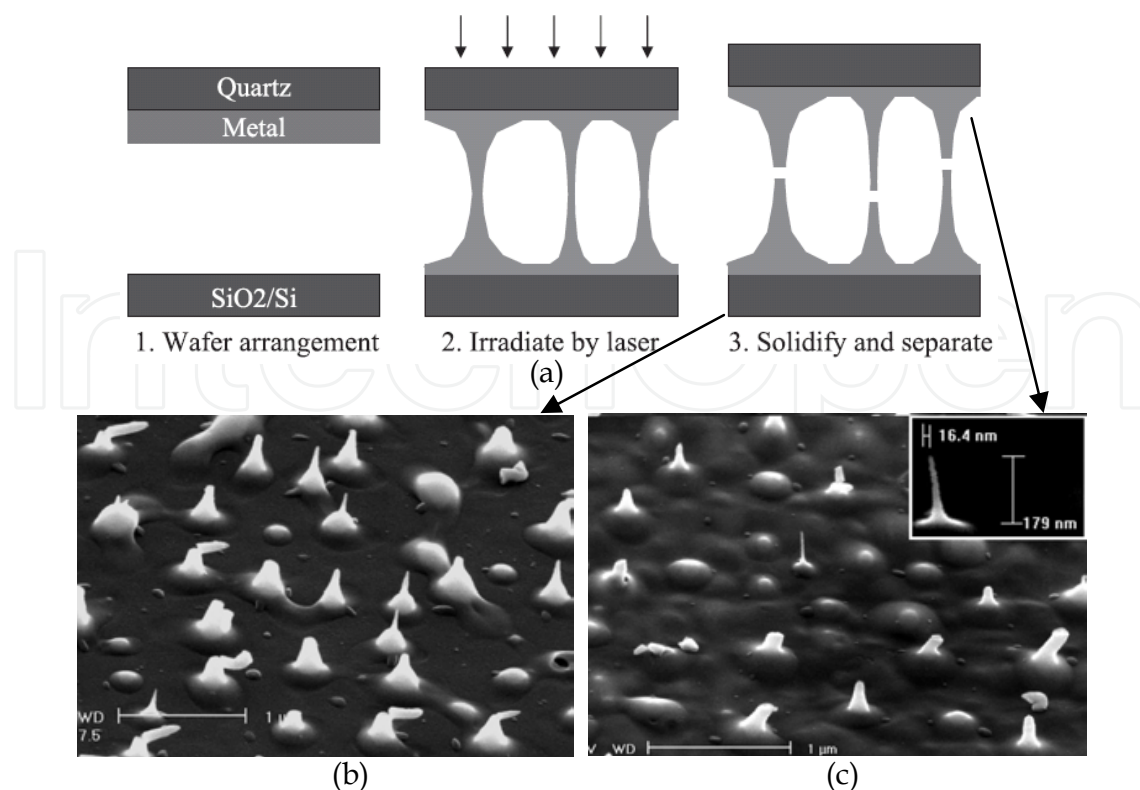 Quartz
Metal
SiO2/Si
1. Wafer arrangement
2. Irradiate by laser
3. Solidify and separate
(a)
IntechOpen
16.4 nm
179 nm
WD
7.5
1 µm
V WD
1 µm
(b)
(c)